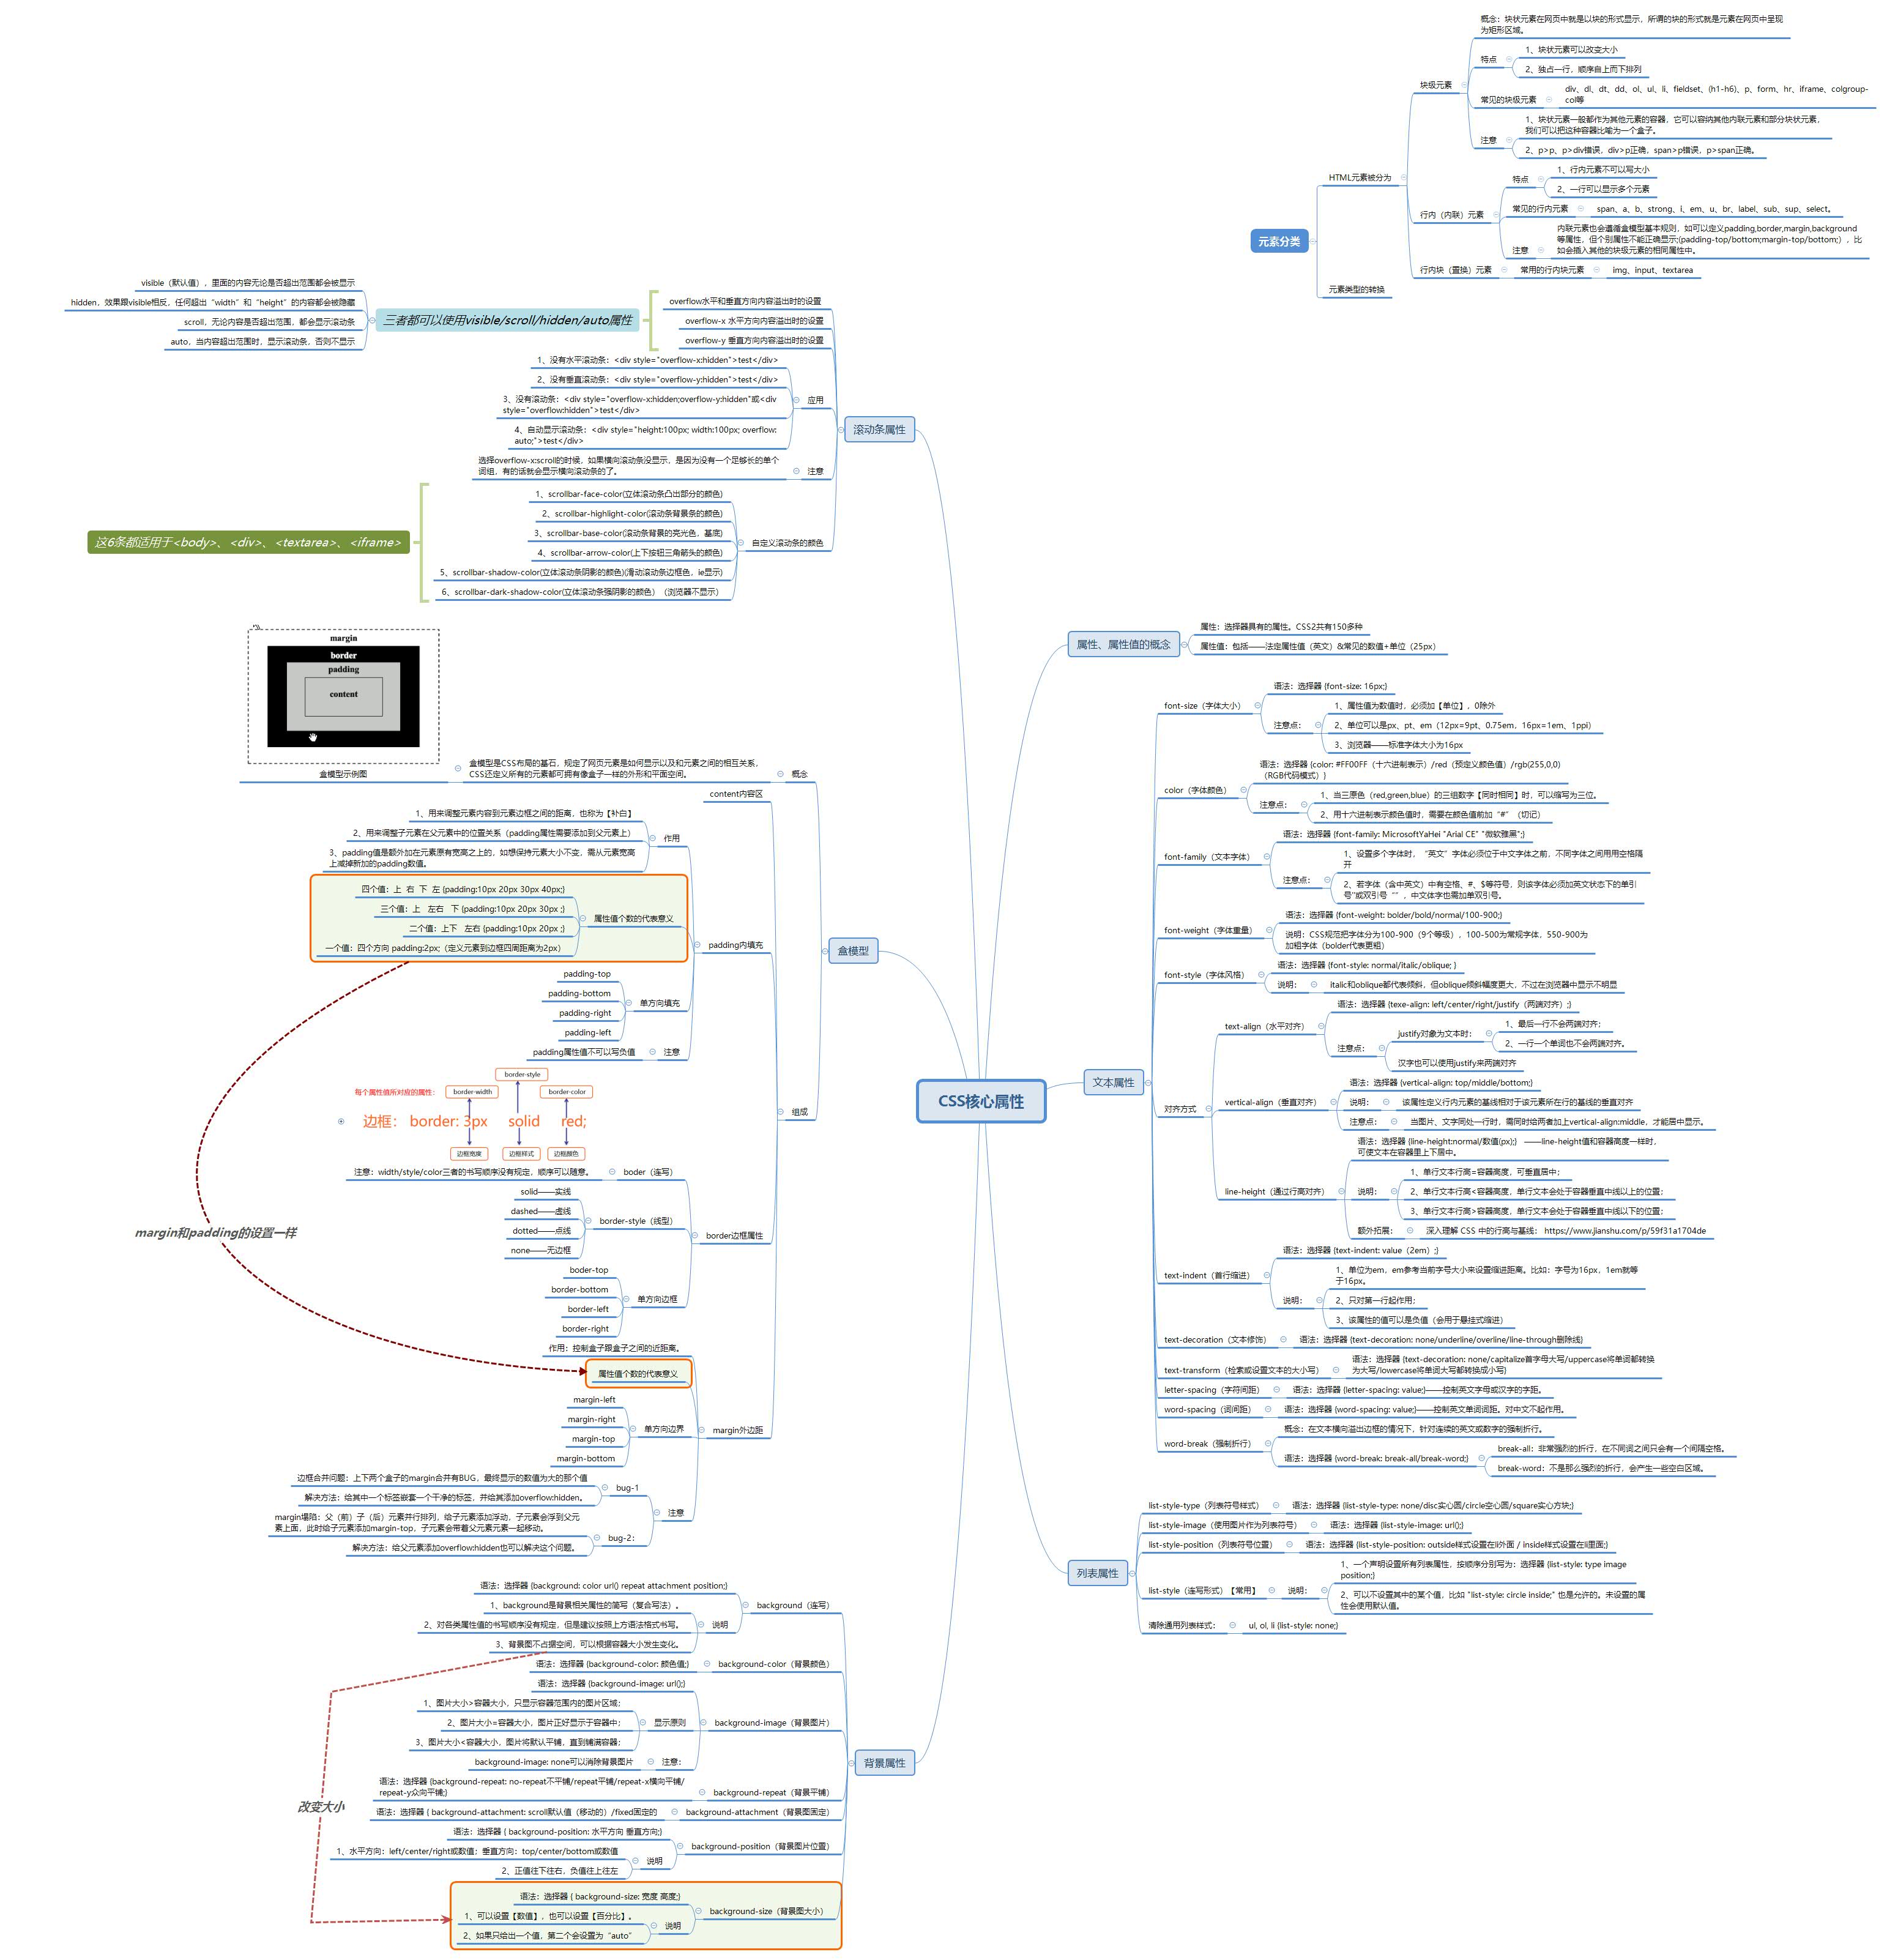 元素分类
HTML元素被分为
块级元素
概念：块状元素在网页中就是以块的形式显示，所谓的块的形式就是元素在网页中呈现
为矩形区域。
特点
1、块状元素可以改变大小
2、独占一行，顺序自上而下排列
常见的块级元素
div、dl、dt、dd、ol、ul、li、fieldset、(h1-h6)、p、form、hr、iframe、colgroup-
col等
注意
1、块状元素一般都作为其他元素的容器，它可以容纳其他内联元素和部分块状元素，
我们可以把这种容器比喻为一个盒子。
2、p>p、p>div错误，div>p正确，span>p错误，p>span正确。
行内（内联）元素
特点
1、行内元素不可以写大小
2、一行可以显示多个元素
常见的行内元素
span、a、b、strong、i、em、u、br、label、sub、sup、select。
注意
内联元素也会遵循盒模型基本规则，如可以定义padding,border,margin,background
等属性，但个别属性不能正确显示;(padding-top/bottom;margin-top/bottom;），比
如会插入其他的块级元素的相同属性中。
行内块（置换）元素
常用的行内块元素
img、input、textarea
元素类型的转换
CSS核心属性
滚动条属性
overflow水平和垂直方向内容溢出时的设置
overflow-x 水平方向内容溢出时的设置
overflow-y 垂直方向内容溢出时的设置
三者都可以使用visible/scroll/hidden/auto属性
visible（默认值），里面的内容无论是否超出范围都会被显示
hidden，效果跟visible相反，任何超出“width”和“height”的内容都会被隐藏
scroll，无论内容是否超出范围，都会显示滚动条
auto，当内容超出范围时，显示滚动条，否则不显示
应用
1、没有水平滚动条：<div style="overflow-x:hidden">test</div>
2、没有垂直滚动条：<div style="overflow-y:hidden">test</div>
3、没有滚动条：<div style="overflow-x:hidden;overflow-y:hidden"或<div
style="overflow:hidden">test</div>
4、自动显示滚动条：<div style="height:100px; width:100px; overflow:
auto;">test</div>
注意
选择overflow-x:scroll的时候，如果横向滚动条没显示，是因为没有一个足够长的单个
词组，有的话就会显示横向滚动条的了。
自定义滚动条的颜色
1、scrollbar-face-color(立体滚动条凸出部分的颜色)
2、scrollbar-highlight-color(滚动条背景条的颜色)
3、scrollbar-base-color(滚动条背景的亮光色，基底)
4、scrollbar-arrow-color(上下按钮三角箭头的颜色)
5、scrollbar-shadow-color(立体滚动条阴影的颜色)(滑动滚动条边框色，ie显示)
6、scrollbar-dark-shadow-color(立体滚动条强阴影的颜色）（浏览器不显示）
这6条都适用于<body>、<div>、<textarea>、<iframe>
盒模型
概念
盒模型是CSS布局的基石，规定了网页元素是如何显示以及和元素之间的相互关系，
CSS还定义所有的元素都可拥有像盒子一样的外形和平面空间。
盒模型示例图
margin
border
padding
content
组成
content内容区
padding内填充
作用
1、用来调整元素内容到元素边框之间的距离，也称为【补白】
2、用来调整子元素在父元素中的位置关系（padding属性需要添加到父元素上）
3、padding值是额外加在元素原有宽高之上的，如想保持元素大小不变，需从元素宽高
上减掉新加的padding数值。
属性值个数的代表意义
四个值：上 右 下 左 {padding:10px 20px 30px 40px;}
三个值：上 左右 下 {padding:10px 20px 30px ;}
二个值：上下 左右 {padding:10px 20px ;}
一个值：四个方向 padding:2px;（定义元素到边框四周距离为2px）
单方向填充
padding-top
padding-bottom
padding-right
padding-left
注意
padding属性值不可以写负值
每个属性值所对应的属性：
border-style
border-width
border-color
边框： border: 3px solid red;
边框宽度
边框样式
边框颜色
border边框属性
boder（连写）
注意：width/style/color三者的书写顺序没有规定，顺序可以随意。
border-style（线型）
solid——实线
dashed——虚线
dotted——点线
none——无边框
单方向边框
boder-top
border-bottom
border-left
border-right
margin和padding的设置一样
margin外边距
作用：控制盒子跟盒子之间的近距离。
属性值个数的代表意义
单方向边界
margin-left
margin-right
margin-top
margin-bottom
注意
bug-1
边框合并问题：上下两个盒子的margin合并有BUG，最终显示的数值为大的那个值
解决方法：给其中一个标签嵌套一个干净的标签，并给其添加overflow:hidden。
bug-2：
margin塌陷：父（前）子（后）元素并行排列，给子元素添加浮动，子元素会浮到父元
素上面，此时给子元素添加margin-top，子元素会带着父元素元素一起移动。
解决方法：给父元素添加overflow:hidden也可以解决这个问题。
背景属性
background（连写）
语法：选择器 {background: color url() repeat attachment position;}
说明
1、background是背景相关属性的简写（复合写法）。
2、对各类属性值的书写顺序没有规定，但是建议按照上方语法格式书写。
3、背景图不占据空间，可以根据容器大小发生变化。
background-color（背景颜色）
语法：选择器 {background-color: 颜色值;}
background-image（背景图片）
语法：选择器 {background-image: url();}
显示原则
1、图片大小>容器大小，只显示容器范围内的图片区域；
2、图片大小=容器大小，图片正好显示于容器中；
3、图片大小<容器大小，图片将默认平铺，直到铺满容器；
注意：
background-image: none可以消除背景图片
background-repeat（背景平铺）
语法：选择器 {background-repeat: no-repeat不平铺/repeat平铺/repeat-x横向平铺/
repeat-y众向平铺;}
background-attachment（背景图固定）
语法：选择器 { background-attachment: scroll默认值（移动的）/fixed固定的
background-position（背景图片位置）
语法：选择器 { background-position: 水平方向 垂直方向;}
说明
1、水平方向：left/center/right或数值；垂直方向：top/center/bottom或数值
2、正值往下往右，负值往上往左
改变大小
background-size（背景图大小）
语法：选择器 { background-size: 宽度 高度;}
说明
1、可以设置【数值】，也可以设置【百分比】。
2、如果只给出一个值，第二个会设置为“auto”
属性、属性值的概念
属性：选择器具有的属性。CSS2共有150多种
属性值：包括——法定属性值（英文）&常见的数值+单位（25px）
文本属性
font-size（字体大小）
语法：选择器 {font-size: 16px;}
注意点：
1、属性值为数值时，必须加【单位】，0除外
2、单位可以是px、pt、em（12px=9pt、0.75em，16px=1em、1ppi）
3、浏览器——标准字体大小为16px
color（字体颜色）
语法：选择器 {color: #FF00FF（十六进制表示）/red（预定义颜色值）/rgb(255,0,0)
（RGB代码模式）}
注意点：
1、当三原色（red,green,blue）的三组数字【同时相同】时，可以缩写为三位。
2、用十六进制表示颜色值时，需要在颜色值前加“#”（切记）
font-family（文本字体）
语法：选择器 {font-family: MicrosoftYaHei "Arial CE" "微软雅黑";}
注意点：
1、设置多个字体时，“英文”字体必须位于中文字体之前，不同字体之间用用空格隔
开
2、若字体（含中英文）中有空格、#、$等符号，则该字体必须加英文状态下的单引
号''或双引号“”，中文体字也需加单双引号。
font-weight（字体重量）
语法：选择器 {font-weight: bolder/bold/normal/100-900;}
说明：CSS规范把字体分为100-900（9个等级），100-500为常规字体，550-900为
加粗字体（bolder代表更粗）
font-style（字体风格）
语法：选择器 {font-style: normal/italic/oblique; }
说明：
italic和oblique都代表倾斜，但oblique倾斜幅度更大，不过在浏览器中显示不明显
对齐方式
text-align（水平对齐）
语法：选择器 {texe-align: left/center/right/justify（两端对齐）;}
注意点：
justify对象为文本时：
1、最后一行不会两端对齐；
2、一行一个单词也不会两端对齐。
汉字也可以使用justify来两端对齐
vertical-align（垂直对齐）
语法：选择器 {vertical-align: top/middle/bottom;}
说明：
该属性定义行内元素的基线相对于该元素所在行的基线的垂直对齐
注意点：
当图片、文字同处一行时，需同时给两者加上vertical-align:middle，才能居中显示。
line-height（通过行高对齐）
语法：选择器 {line-height:normal/数值(px);} ——line-height值和容器高度一样时，
可使文本在容器里上下居中。
说明：
1、单行文本行高=容器高度，可垂直居中；
2、单行文本行高<容器高度，单行文本会处于容器垂直中线以上的位置；
3、单行文本行高>容器高度，单行文本会处于容器垂直中线以下的位置；
额外拓展：
深入理解 CSS 中的行高与基线： https://www.jianshu.com/p/59f31a1704de
text-indent（首行缩进）
语法：选择器 {text-indent: value（2em）;}
说明：
1、单位为em，em参考当前字号大小来设置缩进距离。比如：字号为16px，1em就等
于16px。
2、只对第一行起作用；
3、该属性的值可以是负值（会用于悬挂式缩进）
text-decoration（文本修饰）
语法：选择器 {text-decoration: none/underline/overline/line-through删除线}
text-transform（检索或设置文本的大小写）
语法：选择器 {text-decoration: none/capitalize首字母大写/uppercase将单词都转换
为大写/lowercase将单词大写都转换成小写}
letter-spacing（字符间距）
语法：选择器 {letter-spacing: value;}——控制英文字母或汉字的字距。
word-spacing（词间距）
语法：选择器 {word-spacing: value;}——控制英文单词词距。对中文不起作用。
word-break（强制折行）
概念：在文本横向溢出边框的情况下，针对连续的英文或数字的强制折行。
语法：选择器 {word-break: break-all/break-word;}
break-all：非常强烈的折行，在不同词之间只会有一个间隔空格。
break-word：不是那么强烈的折行，会产生一些空白区域。
列表属性
list-style-type（列表符号样式）
语法：选择器 {list-style-type: none/disc实心圆/circle空心圆/square实心方块;}
list-style-image（使用图片作为列表符号）
语法：选择器 {list-style-image: url();}
list-style-position（列表符号位置）
语法：选择器 {list-style-position: outside样式设置在li外面 / inside样式设置在li里面;}
list-style（连写形式）【常用】
说明：
1、一个声明设置所有列表属性，按顺序分别写为：选择器 {list-style: type image
position;}
2、可以不设置其中的某个值，比如 "list-style: circle inside;" 也是允许的。未设置的属
性会使用默认值。
清除通用列表样式：
ul, ol, li {list-style: none;}